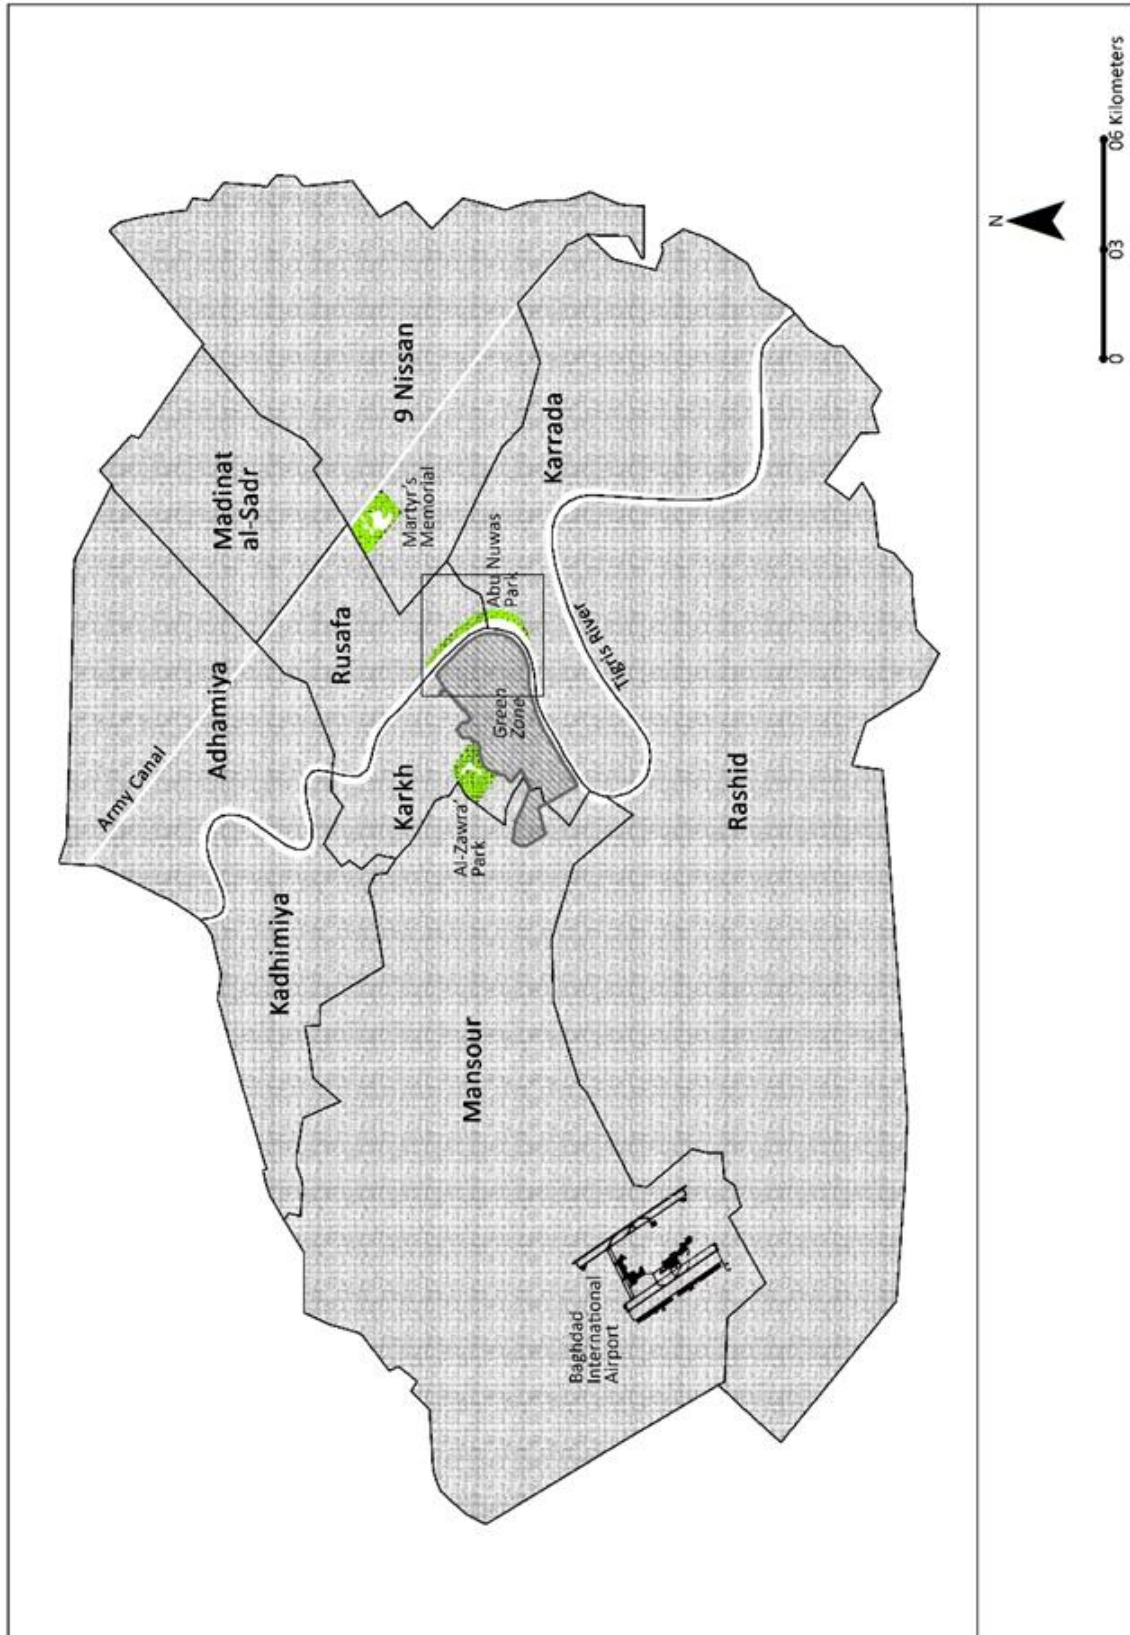 Army Canal
Adhamiya
Madinat
al-Sadr
Kadhimiya
Rusafa
9 Nissan
Martyr's
Memorial
Karkh
Al-Zawra'
Park
Green
Zone
Abu Nuwas
Park
Karrada
Mansour
Tigris River
Baghdad
International
Airport
Rashid
N
0
03
06 Kilometers